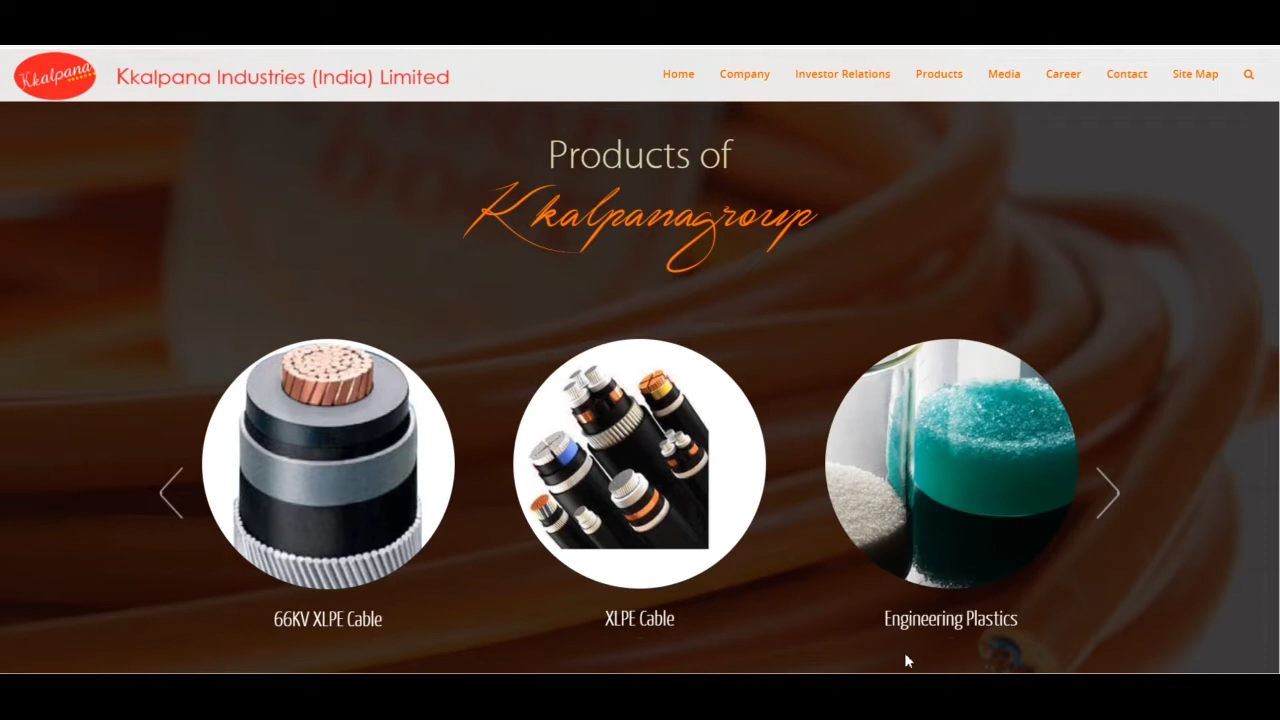 Kkalpana
Kkalpana Industries (India) Limited
Home
Company
Investor Relations
Products
Media
Career
Contact
Site Map
Products of
Kkalpanagroup
66KV XLPE Cable
XLPE Cable
Engineering Plastics